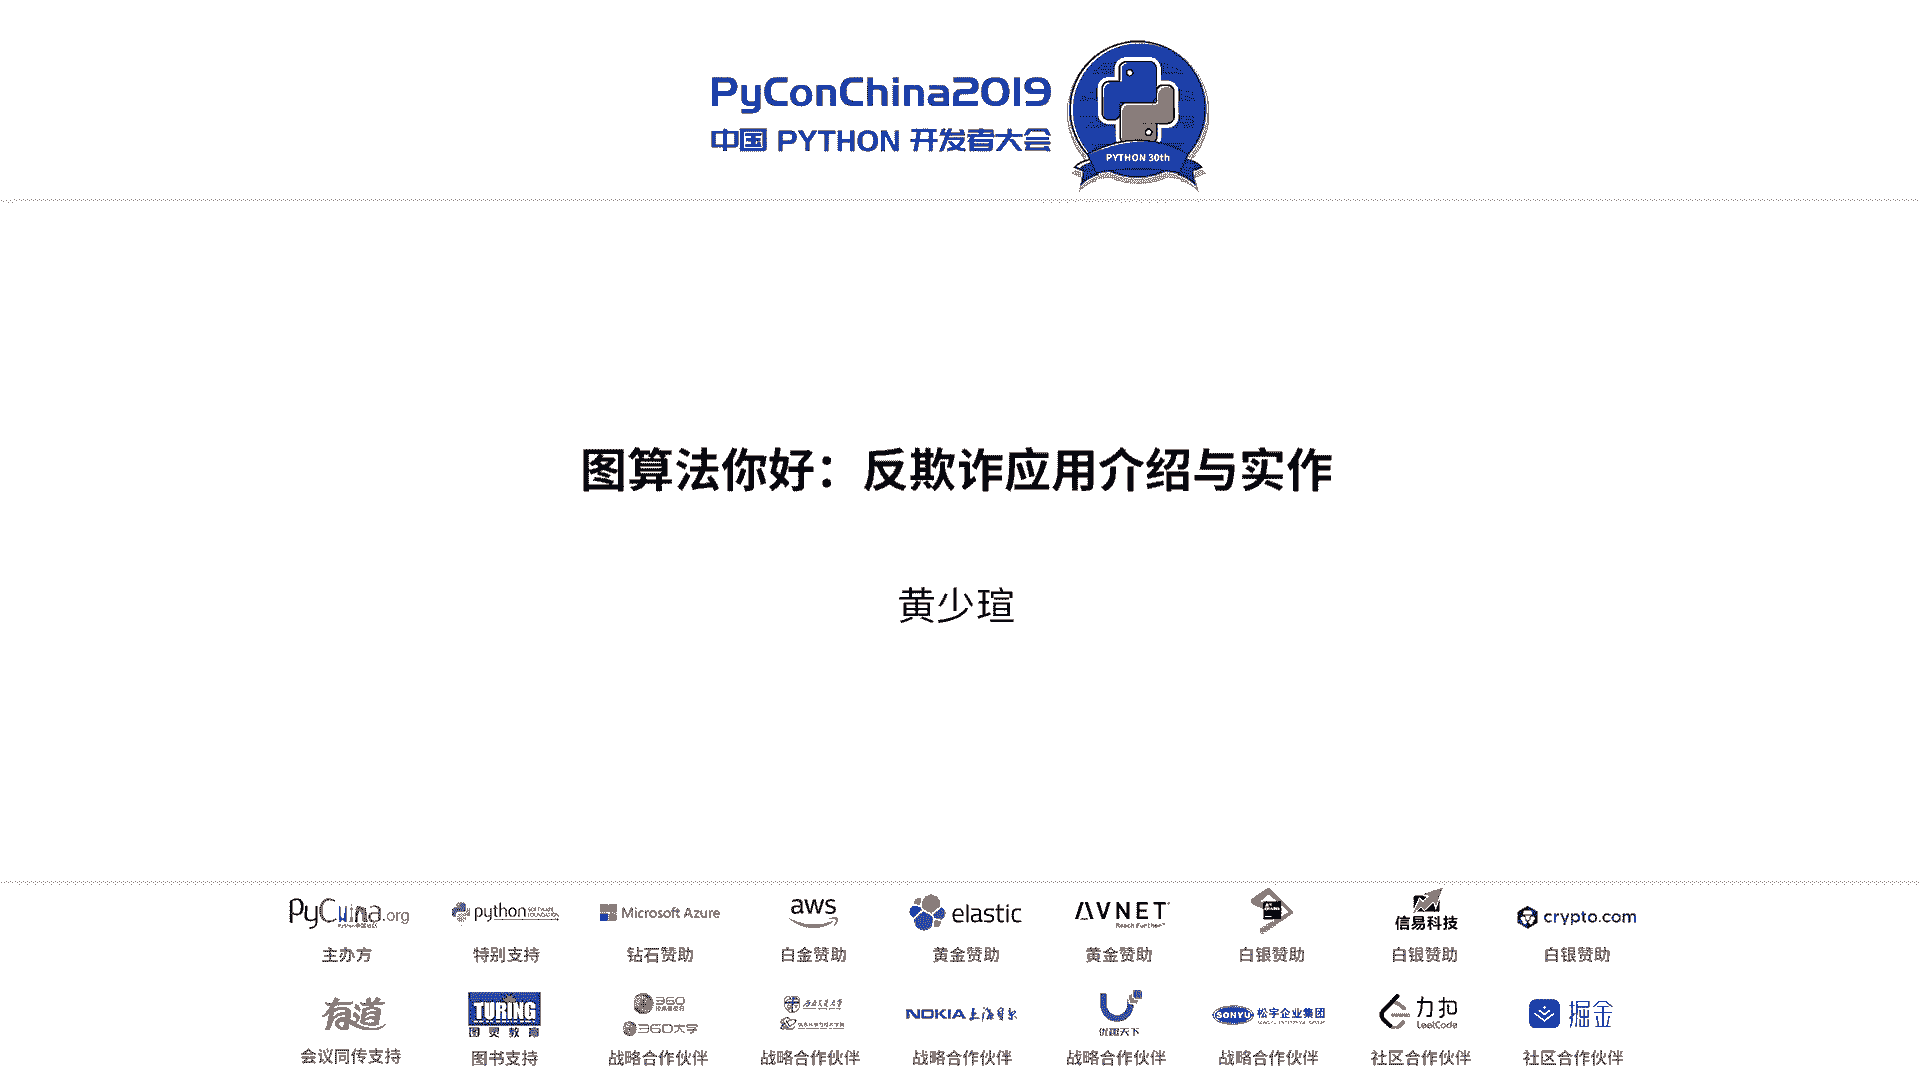 PyConChina2019
中国 PYTHON 开发者大会
PYTHON 30th
图算法你好：反欺诈应用介绍与实作
黄少瑄
PyChina.org
python
Microsoft Azure
aws
elastic
AVNET
Reach Further
信易科技
crypto.com
主办方
特别支持
钻石赞助
白金赞助
黄金赞助
黄金赞助
白银赞助
白银赞助
白银赞助
有道
TURING
图灵教育
360
360大学
NOKIA 上海贝尔
优趣天下
SONYU 松宇企业集团
力扣
LeetCode
掘金
会议同传支持
图书支持
战略合作伙伴
战略合作伙伴
战略合作伙伴
战略合作伙伴
战略合作伙伴
社区合作伙伴
社区合作伙伴